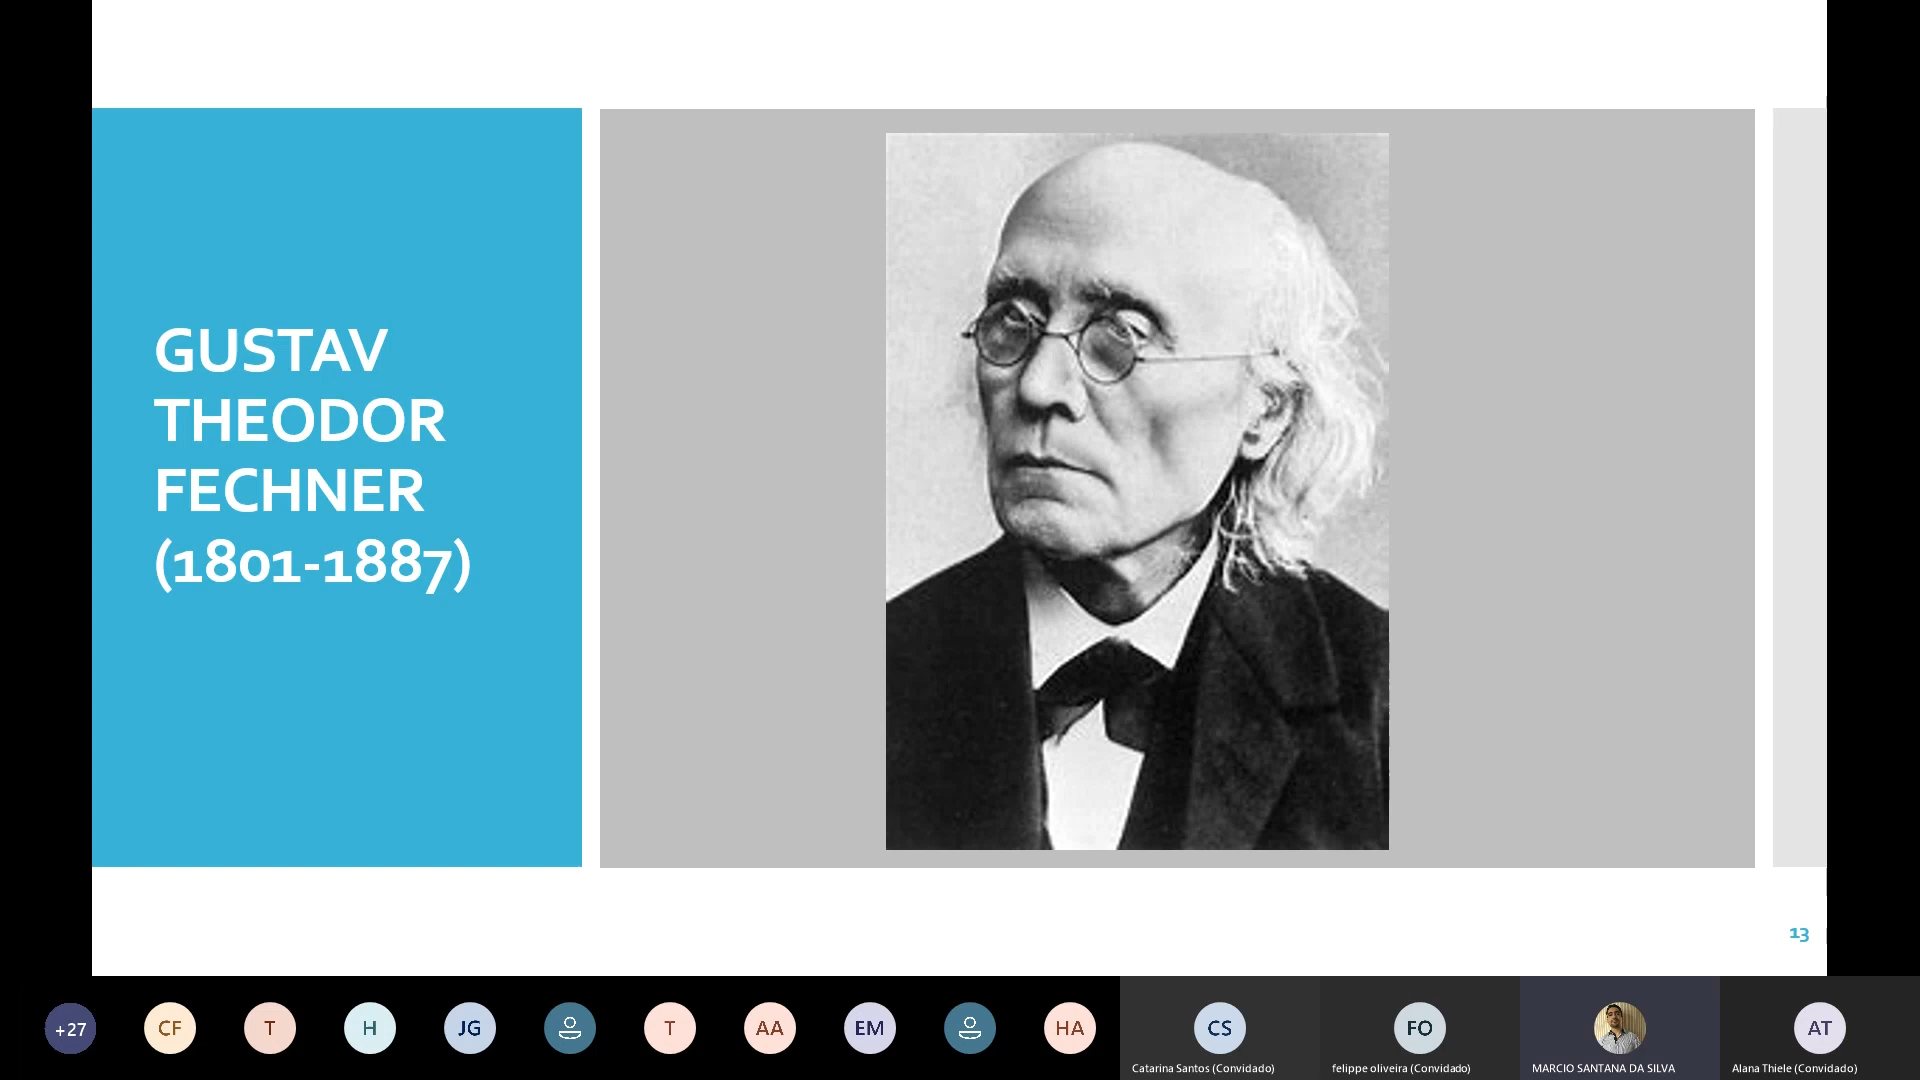 GUSTAV
THEODOR
FECHNER
(1801-1887)
13
+27
CF
T
H
JG
T
AA
EM
HA
CS
FO
AT
Catarina Santos (Convidado)
felippe oliveira (Convidado)
MARCIO SANTANA DA SILVA
Alana Thiele (Convidado)